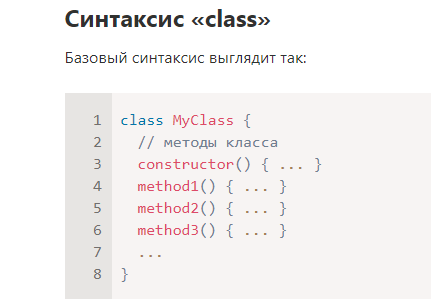 Синтаксис «class»
Базовый синтаксис выглядит так:
1 class MyClass {
2   // методы класса
3   constructor() { ... }
4   method1() { ... }
5   method2() { ... }
6   method3() { ... }
7   ...
8 }